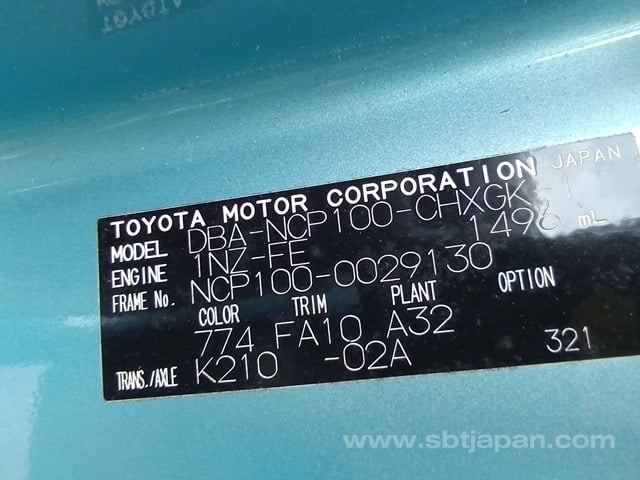 TOYOTA MOTOR CORPORATION JAPAN
MODEL DBA-NCP100-CHXGK-1
ENGINE 1NZ-FE 1496 mL
FRAME No. NCP100-0029130
COLOR TRIM PLANT OPTION
774 FA10 A32
TRANS./AXLE K210 -02A 321
www.sbtjapan.com